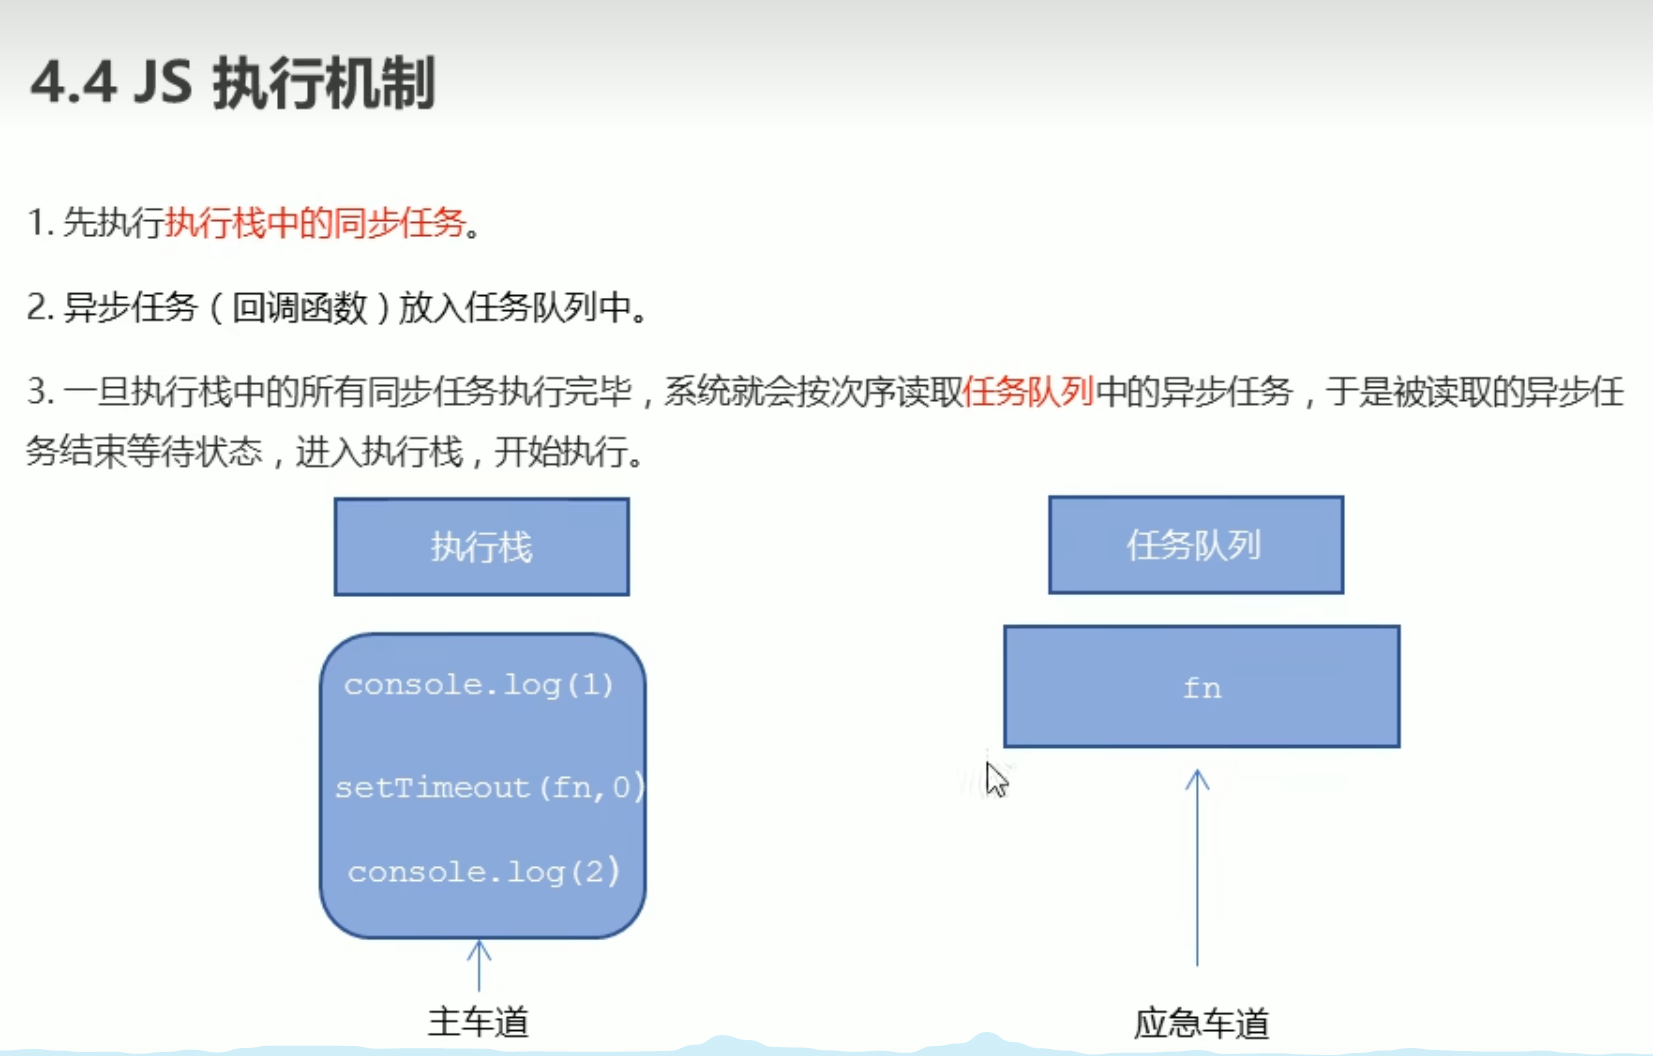 4.4 JS 执行机制
1. 先执行执行栈中的同步任务。
2. 异步任务（回调函数）放入任务队列中。
3. 一旦执行栈中的所有同步任务执行完毕，系统就会按次序读取任务队列中的异步任务，于是被读取的异步任
务结束等待状态，进入执行栈，开始执行。
执行栈
console.log(1)
setTimeout(fn,0)
console.log(2)
主车道
任务队列
fn
应急车道